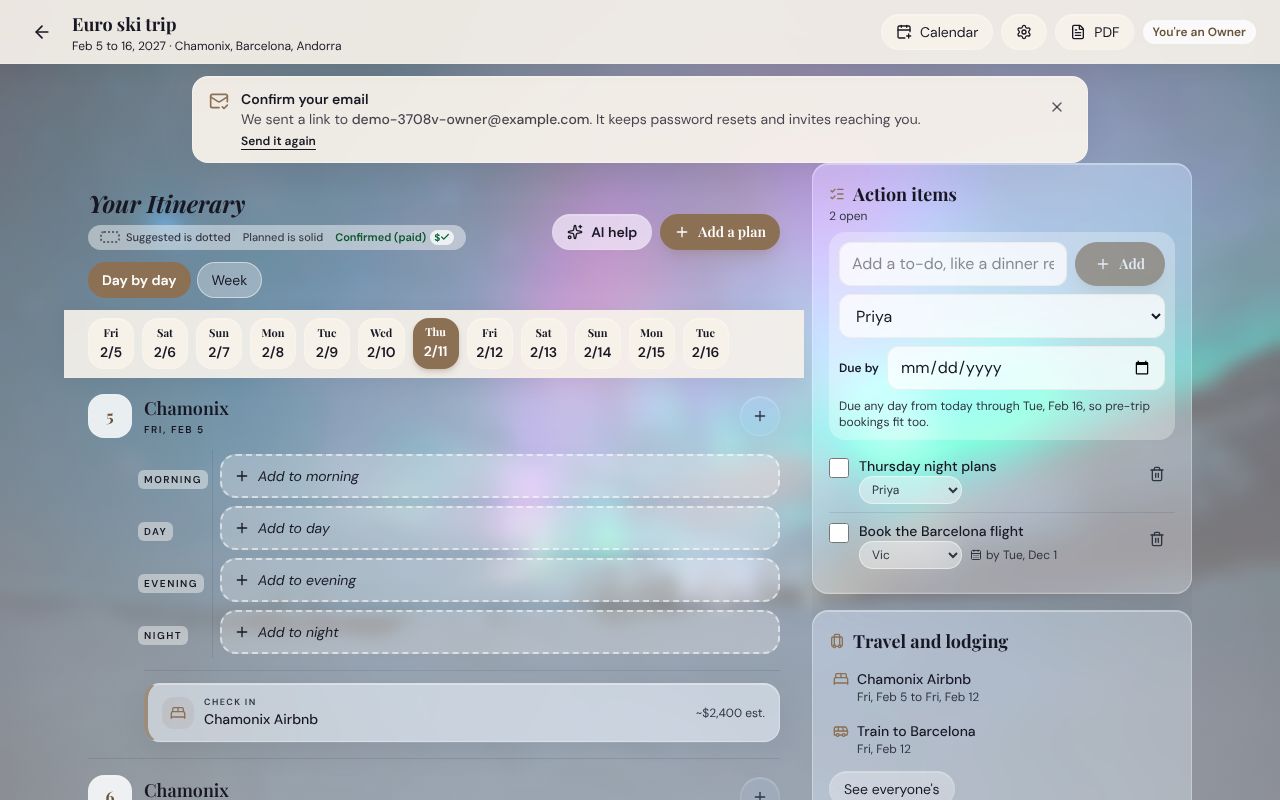 Euro ski trip
Feb 5 to 16, 2027 · Chamonix, Barcelona, Andorra
Calendar
PDF
You're an Owner
Confirm your email
We sent a link to demo-3708v-owner@example.com. It keeps password resets and invites reaching you.
Send it again
Your Itinerary
Suggested is dotted Planned is solid Confirmed (paid) $✓
AI help
+ Add a plan
Day by day
Week
Fri 2/5
Sat 2/6
Sun 2/7
Mon 2/8
Tue 2/9
Wed 2/10
Thu 2/11
Fri 2/12
Sat 2/13
Sun 2/14
Mon 2/15
Tue 2/16
5
Chamonix
FRI, FEB 5
+
MORNING
+ Add to morning
DAY
+ Add to day
EVENING
+ Add to evening
NIGHT
+ Add to night
CHECK IN
Chamonix Airbnb
~$2,400 est.
6
Chamonix
+
Action items
2 open
Add a to-do, like a dinner re
+ Add
Priya
Due by
mm/dd/yyyy
Due any day from today through Tue, Feb 16, so pre-trip
bookings fit too.
Thursday night plans
Priya
Book the Barcelona flight
Vic
by Tue, Dec 1
Travel and lodging
Chamonix Airbnb
Fri, Feb 5 to Fri, Feb 12
Train to Barcelona
Fri, Feb 12
See everyone's